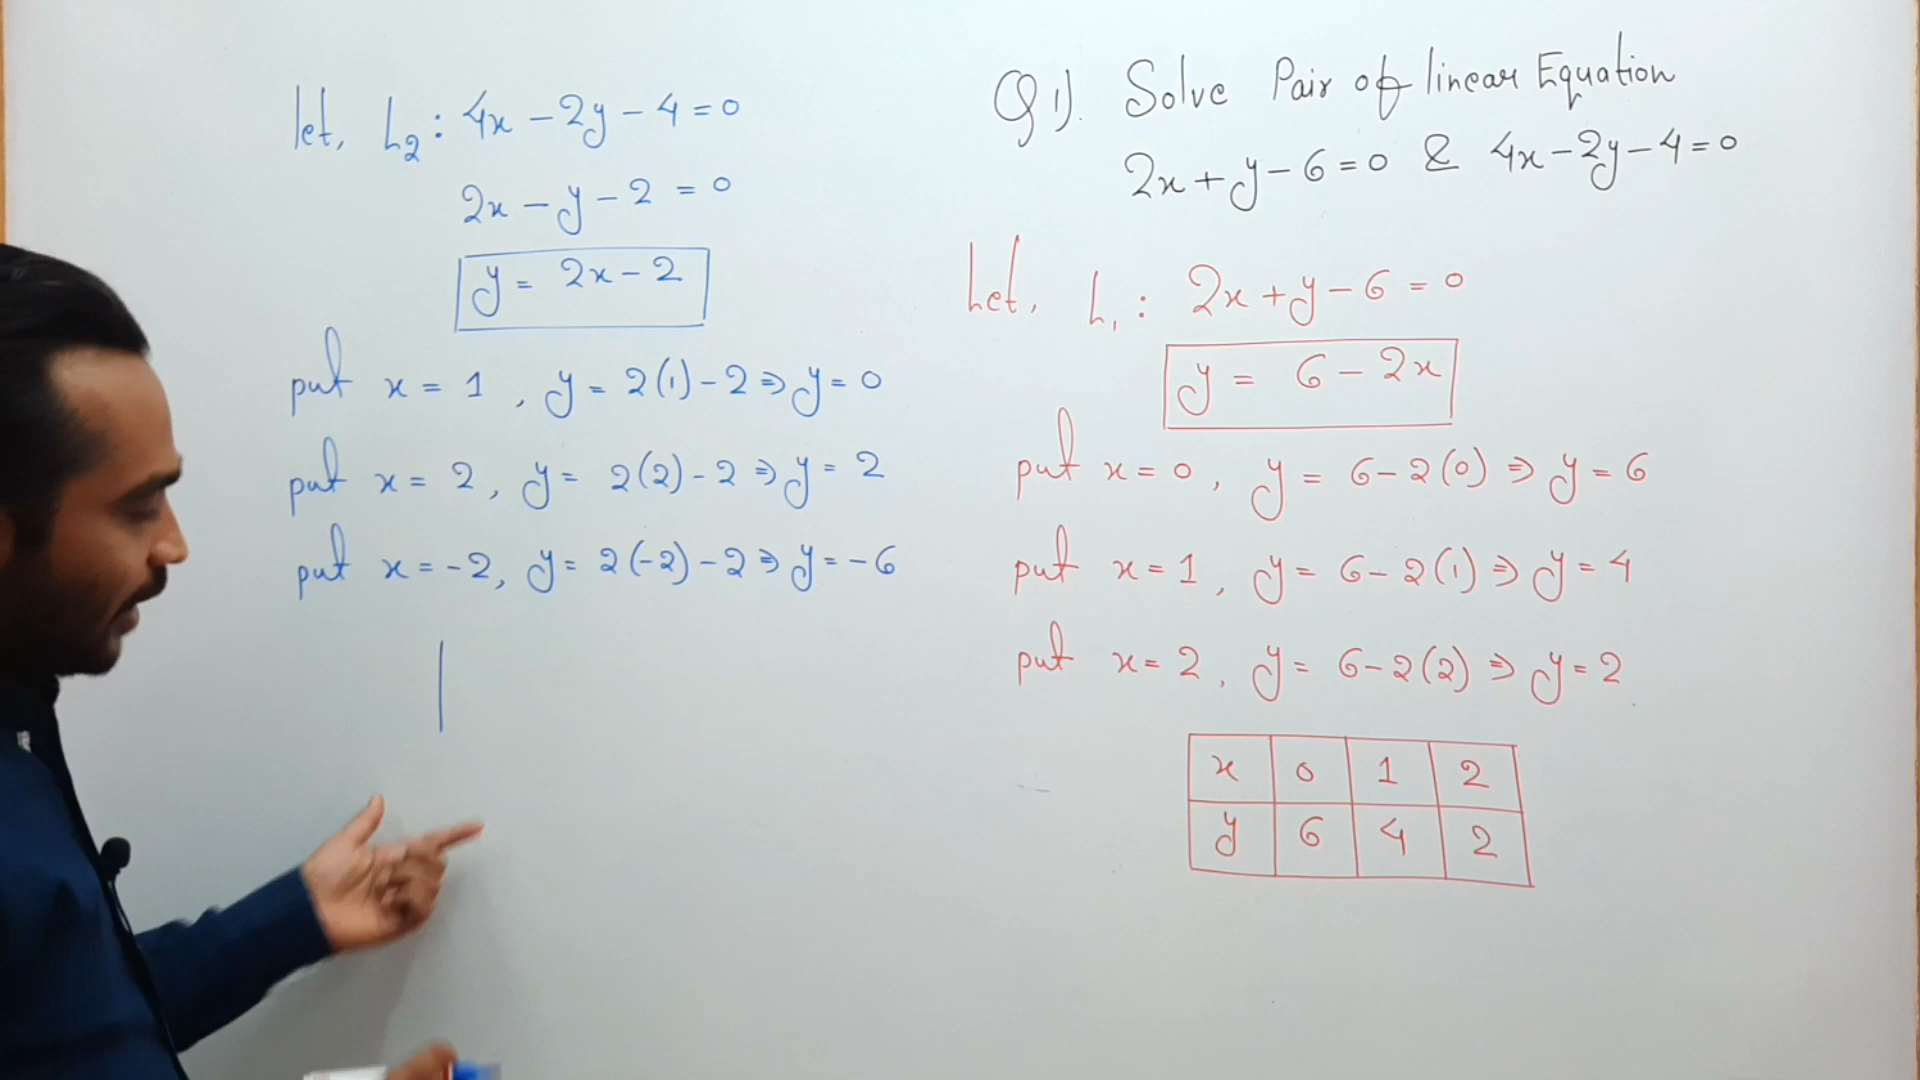 Q1). Solve Pair of linear Equation
2x + y - 6 = 0 & 4x - 2y - 4 = 0
Let, L₁ : 2x + y - 6 = 0
y = 6 - 2x
put x = 0, y = 6 - 2(0) ⇒ y = 6
put x = 1, y = 6 - 2(1) ⇒ y = 4
put x = 2, y = 6 - 2(2) ⇒ y = 2
x 0 1 2
y 6 4 2
let, L₂ : 4x - 2y - 4 = 0
2x - y - 2 = 0
y = 2x - 2
put x = 1, y = 2(1) - 2 ⇒ y = 0
put x = 2, y = 2(2) - 2 ⇒ y = 2
put x = -2, y = 2(-2) - 2 ⇒ y = -6